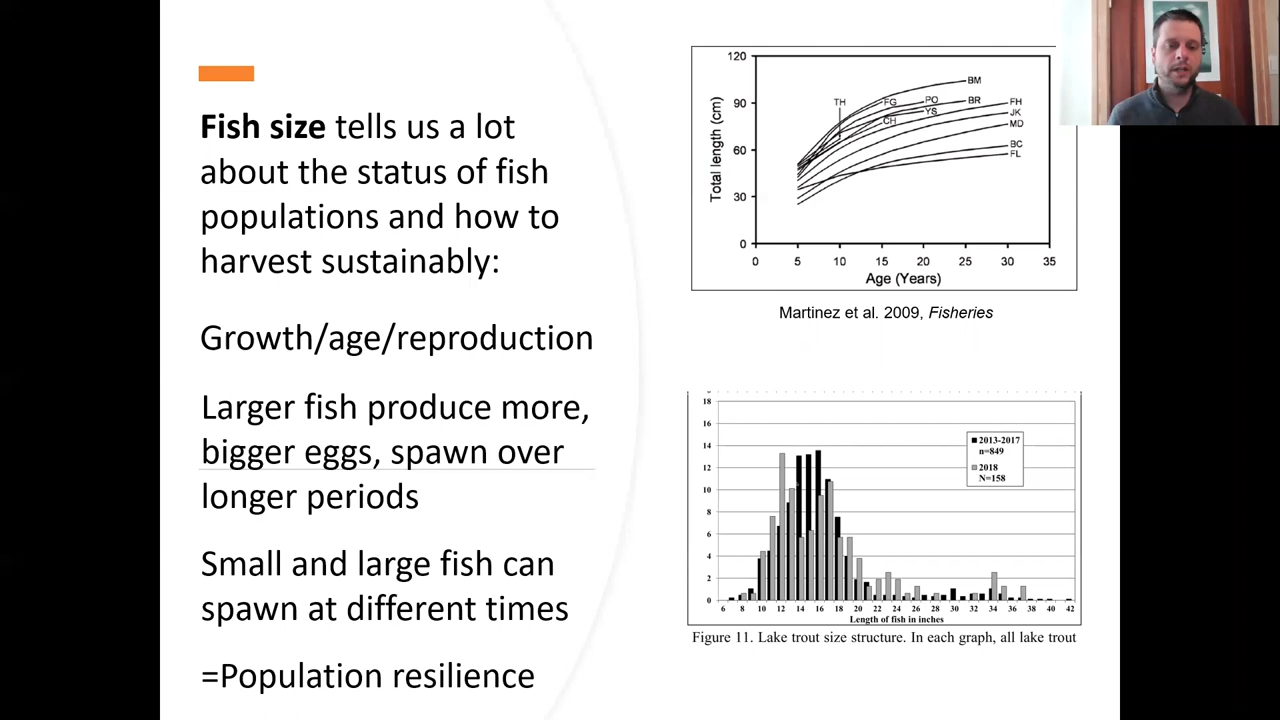 Fish size tells us a lot
about the status of fish
populations and how to
harvest sustainably:
Growth/age/reproduction
Larger fish produce more,
bigger eggs, spawn over
longer periods
Small and large fish can
spawn at different times
=Population resilience
120
90
60
30
0
Total length (cm)
TH
FG
CH
PO
YS
BM
BR
FH
JK
MD
BC
FL
0 5 10 15 20 25 30 35
Age (Years)
Martinez et al. 2009, Fisheries
18
16
14
12
10
8
6
4
2
0
2013-2017
n=849
2018
N=158
6 8 10 12 14 16 18 20 22 24 26 28 30 32 34 36 38 40 42
Length of fish in inches
Figure 11. Lake trout size structure. In each graph, all lake trout